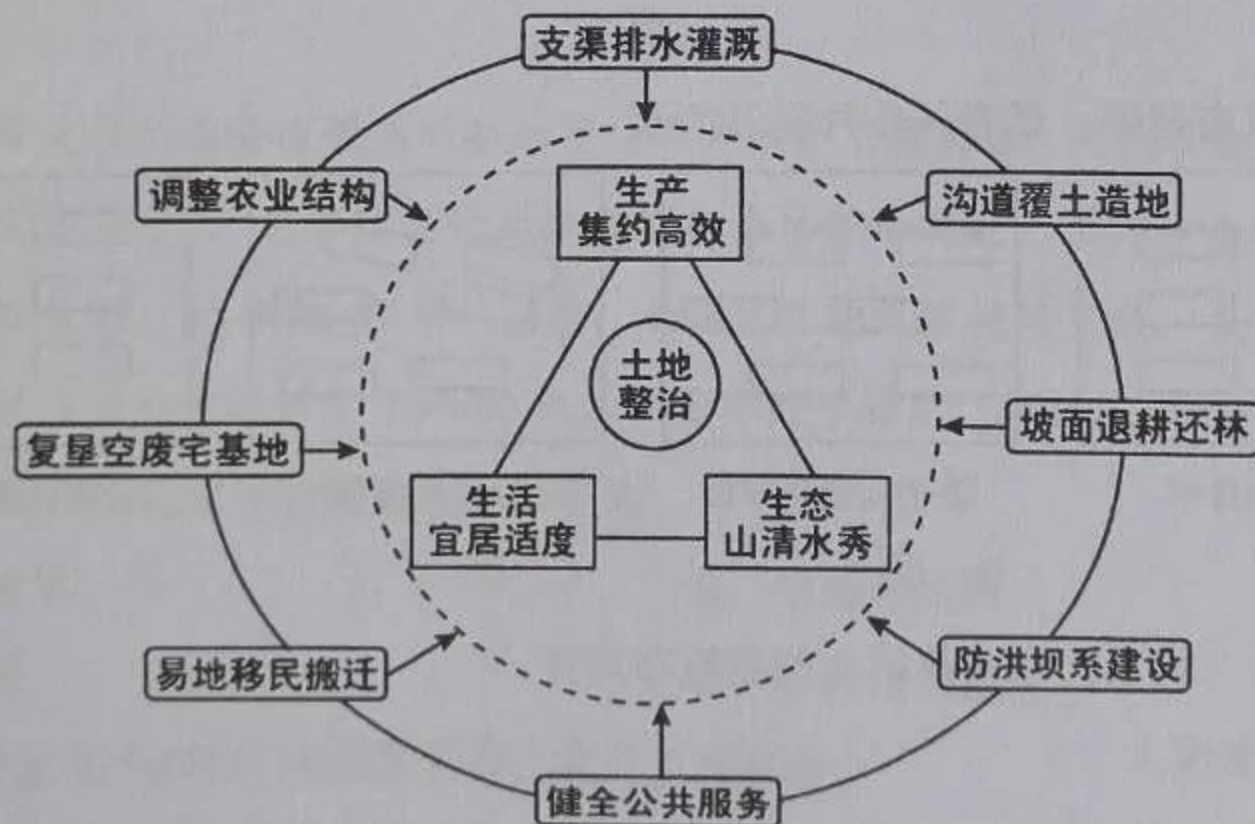 支渠排水灌溉
调整农业结构
沟道覆土造地
生产
集约高效
土地
整治
复垦空废宅基地
坡面退耕还林
生活
宜居适度
生态
山清水秀
易地移民搬迁
防洪坝系建设
健全公共服务